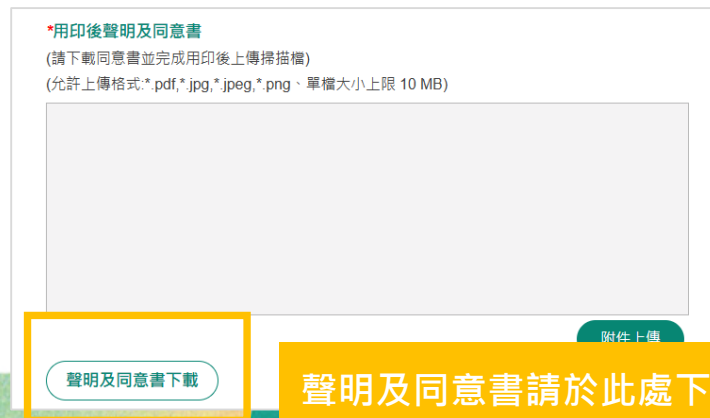 *用印後聲明及同意書
(請下載同意書並完成用印後上傳掃描檔)
(允許上傳格式:*.pdf,*.jpg,*.jpeg,*.png、單檔大小上限 10 MB)
附件上傳
聲明及同意書下載
聲明及同意書請於此處下